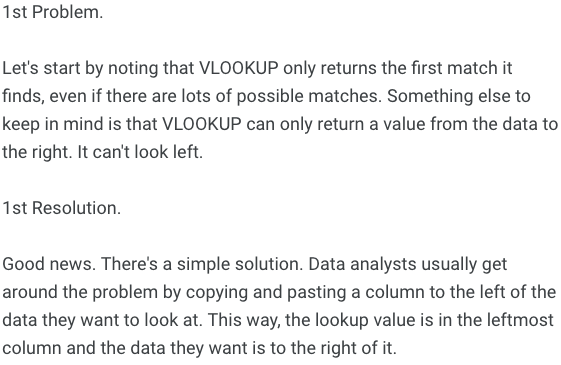 1st Problem.
Let's start by noting that VLOOKUP only returns the first match it
finds, even if there are lots of possible matches. Something else to
keep in mind is that VLOOKUP can only return a value from the data to
the right. It can't look left.
1st Resolution.
Good news. There's a simple solution. Data analysts usually get
around the problem by copying and pasting a column to the left of the
data they want to look at. This way, the lookup value is in the leftmost
column and the data they want is to the right of it.